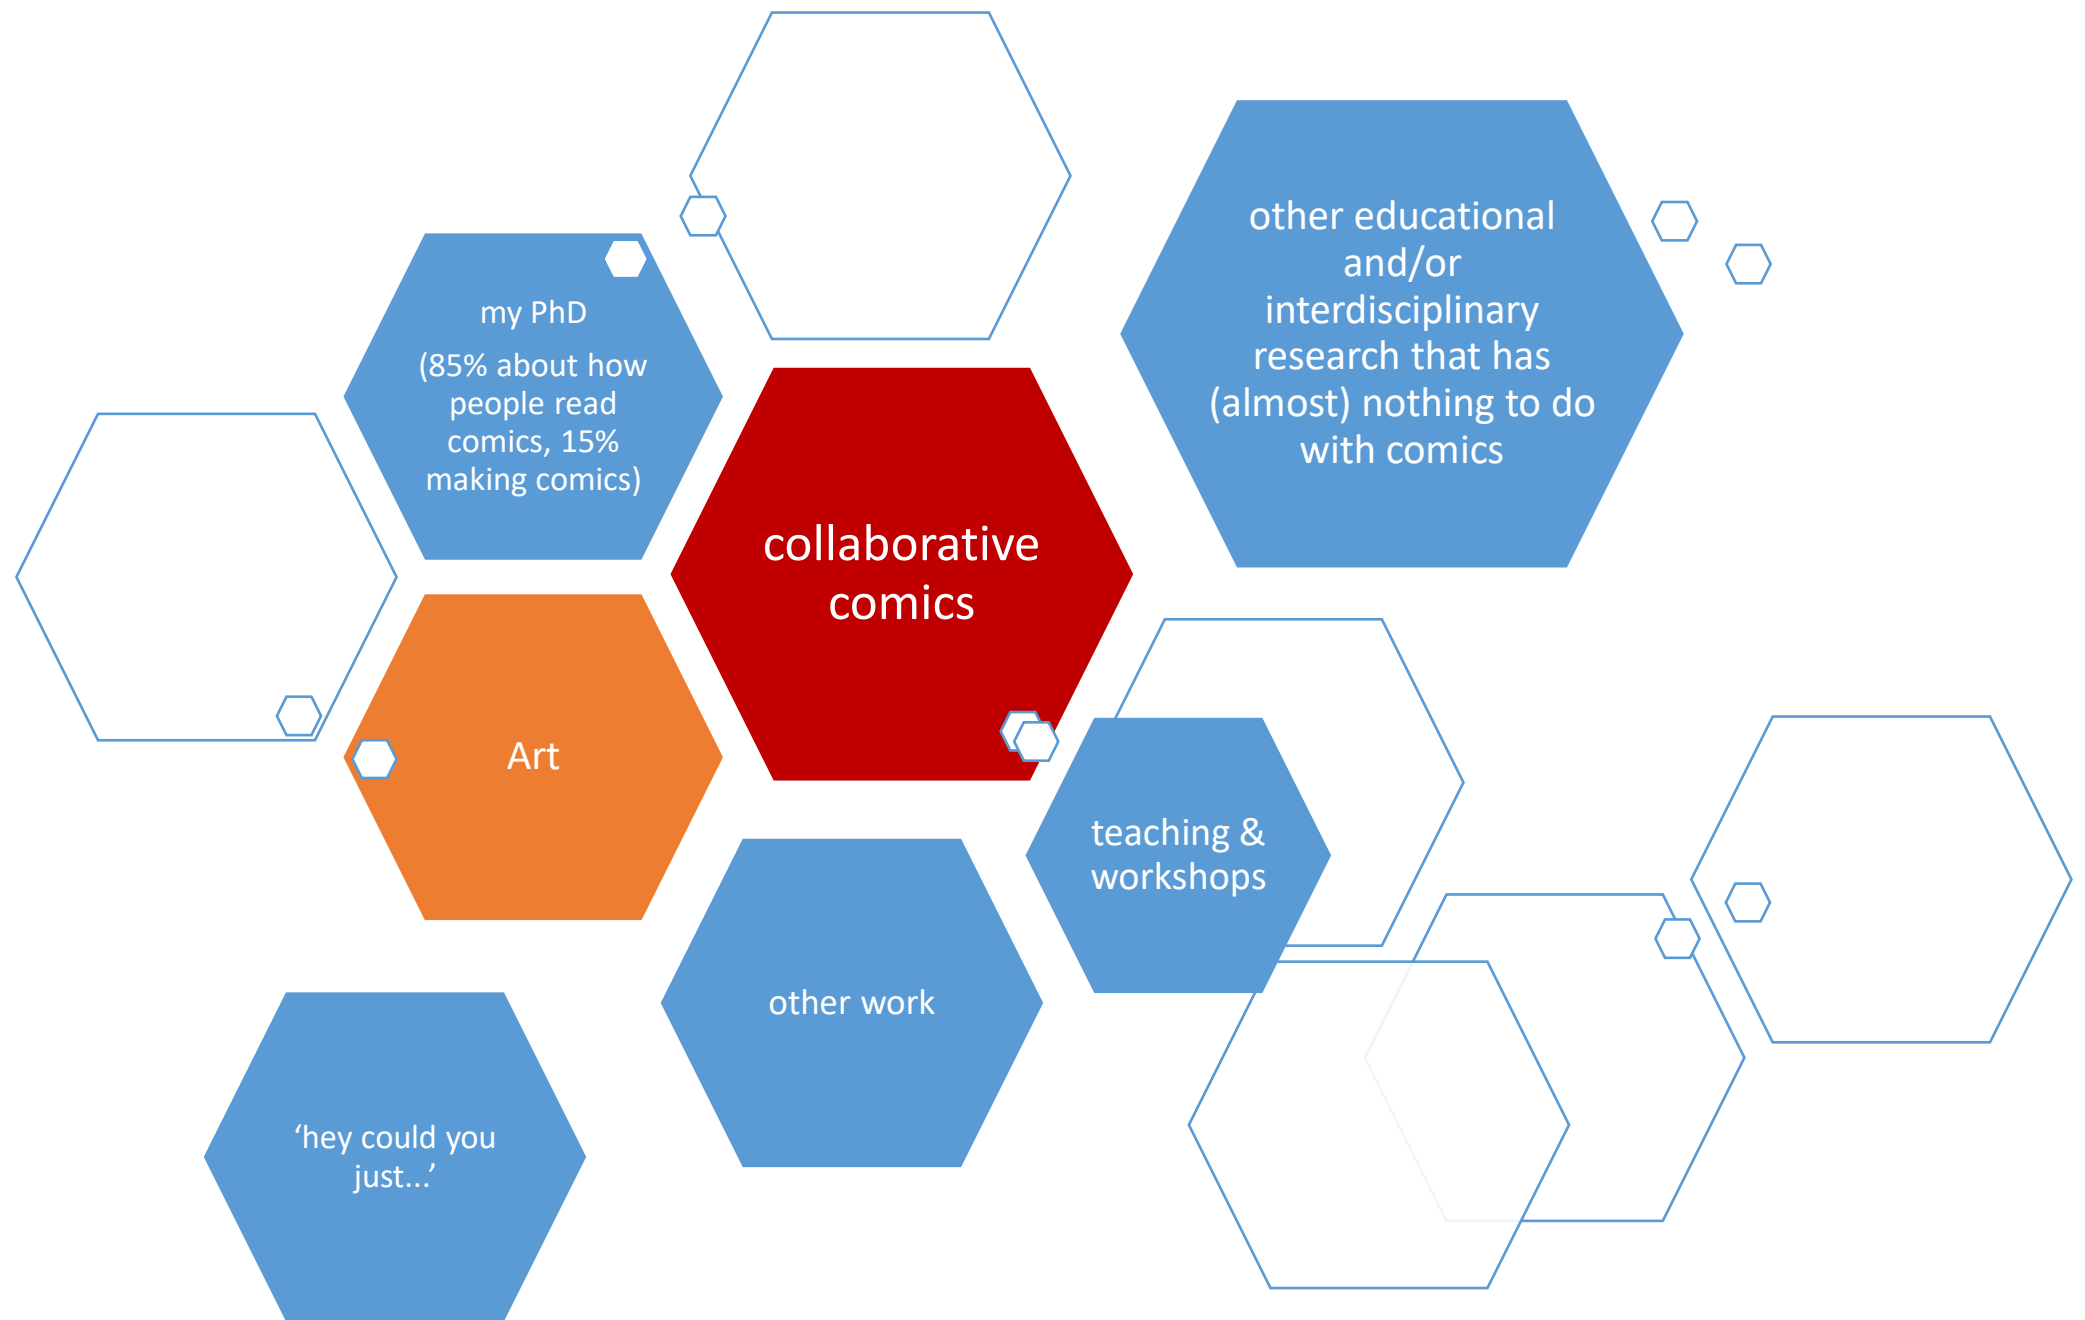 my PhD
(85% about how
people read
comics, 15%
making comics)
other educational
and/or
interdisciplinary
research that has
(almost) nothing to do
with comics
collaborative
comics
Art
teaching &
workshops
other work
‘hey could you
just...’